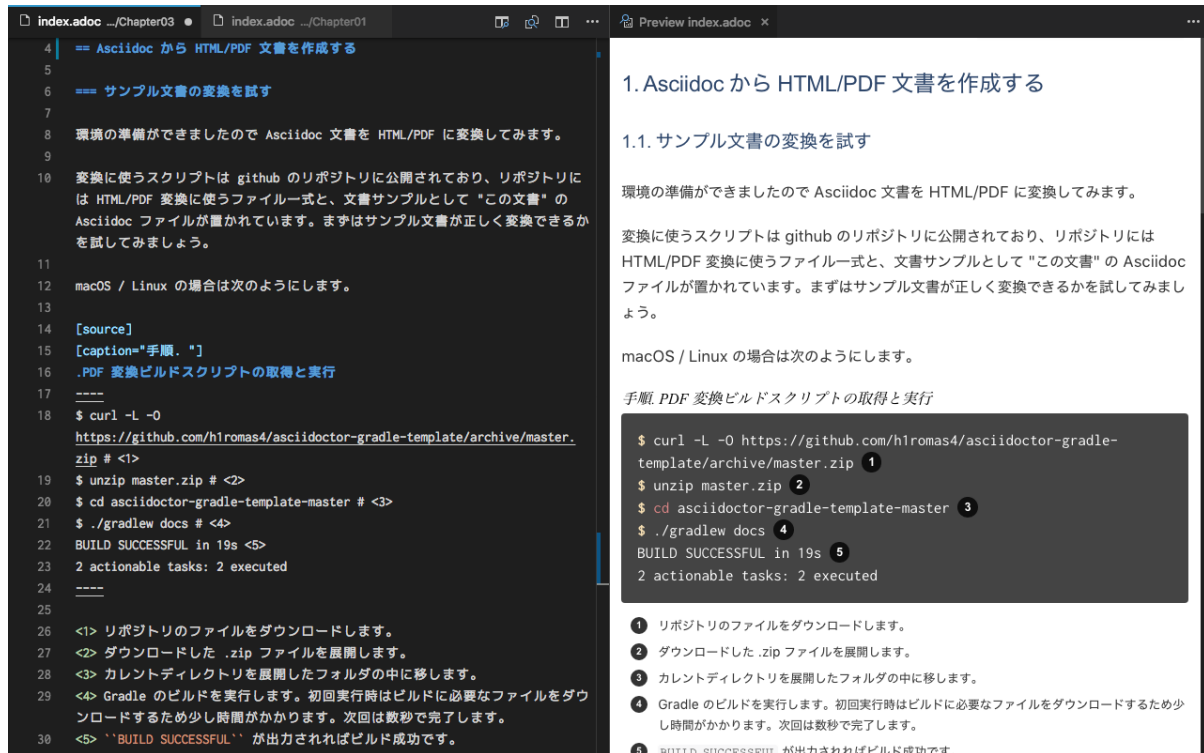 index.adoc .../Chapter03
index.adoc .../Chapter01
4 == Asciidoc から HTML/PDF 文書を作成する
5
6 === サンプル文書の変換を試す
7
8 環境の準備ができましたので Asciidoc 文書を HTML/PDF に変換してみます。
9
10 変換に使うスクリプトは github のリポジトリに公開されており、リポジトリに
は HTML/PDF 変換に使うファイル一式と、文書サンプルとして "この文書" の
Asciidoc ファイルが置かれています。まずはサンプル文書が正しく変換できるか
を試してみましょう。
11
12 macOS / Linux の場合は次のようにします。
13
14 [source]
15 [caption="手順. "]
16 .PDF 変換ビルドスクリプトの取得と実行
17 ----
18 $ curl -L -O
https://github.com/h1romas4/asciidoctor-gradle-template/archive/master.
zip # <1>
19 $ unzip master.zip # <2>
20 $ cd asciidoctor-gradle-template-master # <3>
21 $ ./gradlew docs # <4>
22 BUILD SUCCESSFUL in 19s <5>
23 2 actionable tasks: 2 executed
24 ----
25
26 <1> リポジトリのファイルをダウンロードします。
27 <2> ダウンロードした .zip ファイルを展開します。
28 <3> カレントディレクトリを展開したフォルダの中に移します。
29 <4> Gradle のビルドを実行します。初回実行時はビルドに必要なファイルをダウ
ンロードするため少し時間がかかります。次回は数秒で完了します。
30 <5> ``BUILD SUCCESSFUL`` が出力されればビルド成功です。
Preview index.adoc
1. Asciidoc から HTML/PDF 文書を作成する
1.1. サンプル文書の変換を試す
環境の準備ができましたので Asciidoc 文書を HTML/PDF に変換してみます。
変換に使うスクリプトは github のリポジトリに公開されており、リポジトリには
HTML/PDF 変換に使うファイル一式と、文書サンプルとして "この文書" の Asciidoc
ファイルが置かれています。まずはサンプル文書が正しく変換できるかを試してみまし
ょう。
macOS / Linux の場合は次のようにします。
手順. PDF 変換ビルドスクリプトの取得と実行
$ curl -L -O https://github.com/h1romas4/asciidoctor-gradle-
template/archive/master.zip 1
$ unzip master.zip 2
$ cd asciidoctor-gradle-template-master 3
$ ./gradlew docs 4
BUILD SUCCESSFUL in 19s 5
2 actionable tasks: 2 executed
1 リポジトリのファイルをダウンロードします。
2 ダウンロードした .zip ファイルを展開します。
3 カレントディレクトリを展開したフォルダの中に移します。
4 Gradle のビルドを実行します。初回実行時はビルドに必要なファイルをダウンロードするため少
し時間がかかります。次回は数秒で完了します。
5 BUILD SUCCESSFUL が出力されればビルド成功です。